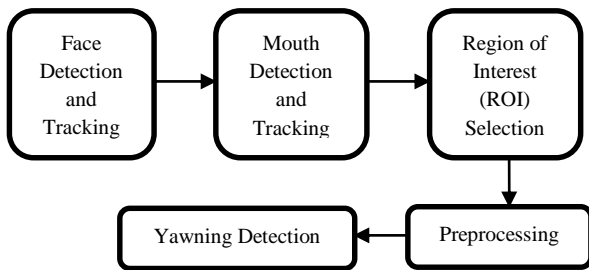 Face
Detection
and
Tracking
Mouth
Detection
and
Tracking
Region of
Interest
(ROI)
Selection
Preprocessing
Yawning Detection